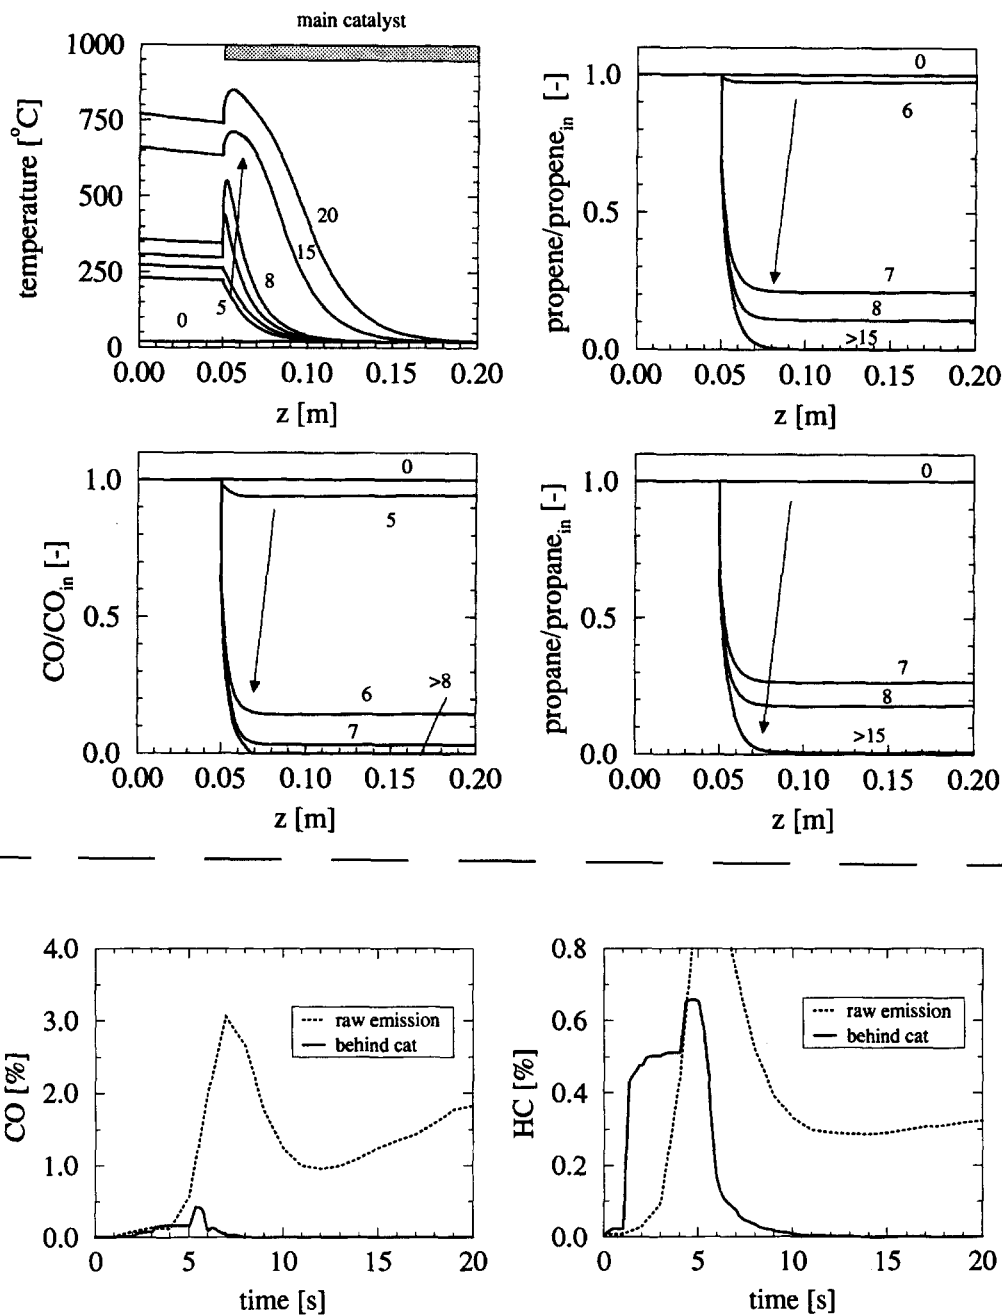 main catalyst
temperature [°C]
1000
750
500
250
0
20
15
8
5
0
0.00 0.05 0.10 0.15 0.20
z [m]
propene/propene_in [-]
1.0
0.5
0.0
0
6
7
8
>15
0.00 0.05 0.10 0.15 0.20
z [m]
CO/CO_in [-]
1.0
0.5
0.0
0
5
>8
6
7
0.00 0.05 0.10 0.15 0.20
z [m]
propane/propane_in [-]
1.0
0.5
0.0
0
7
8
>15
0.00 0.05 0.10 0.15 0.20
z [m]
CO [%]
4.0
3.0
2.0
1.0
0.0
raw emission
behind cat
0 5 10 15 20
time [s]
HC [%]
0.8
0.6
0.4
0.2
0.0
raw emission
behind cat
0 5 10 15 20
time [s]